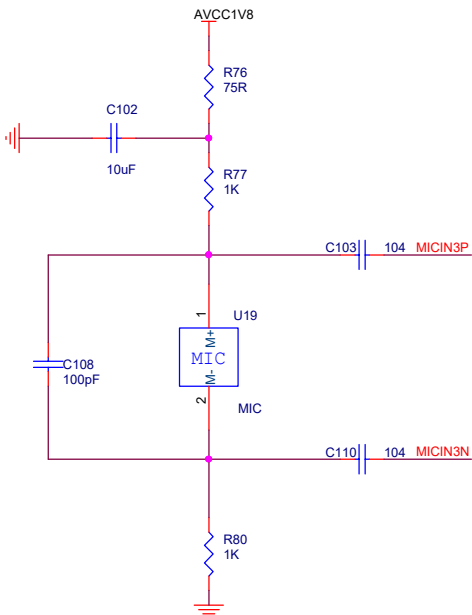 AVCC1V8
R76
75R
C102
10uF
R77
1K
C103
104
MICIN3P
1
U19
M+
MIC
M-
C108
100pF
2
MIC
C110
104
MICIN3N
R80
1K